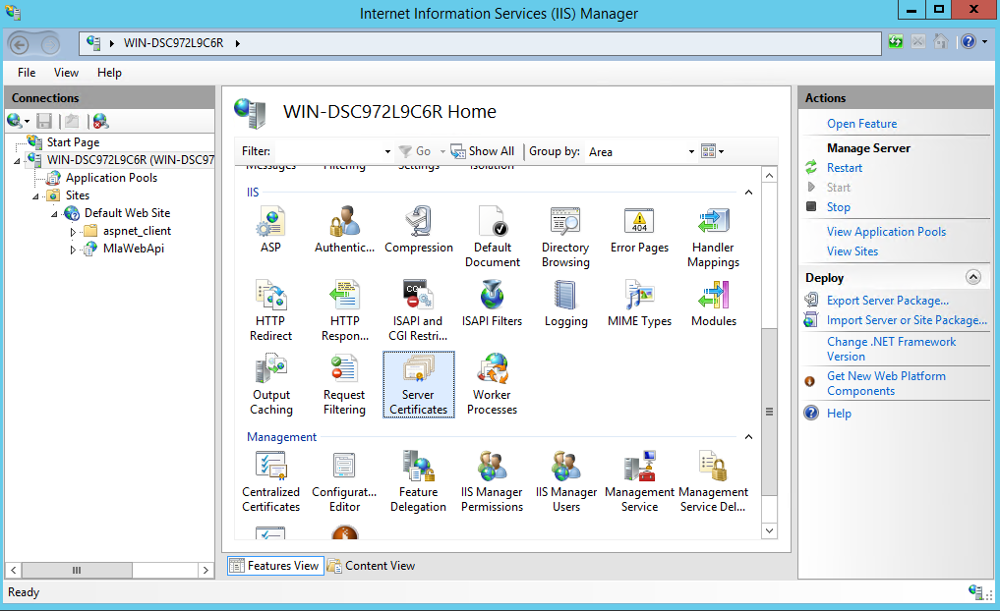 Internet Information Services (IIS) Manager
WIN-DSC972L9C6R
File View Help
Connections
Start Page
WIN-DSC972L9C6R (WIN-DSC97
Application Pools
Sites
Default Web Site
aspnet_client
MlaWebApi
WIN-DSC972L9C6R Home
Filter: Go Show All Group by: Area
Messages Filtering Settings Isolation
IIS
ASP Authentic... Compression Default Directory Error Pages Handler
Document Browsing Mappings
404
HTTP HTTP ISAPI and ISAPI Filters Logging MIME Types Modules
Redirect Respon... CGI Restri...
CGI
Output Request Server Worker
Caching Filtering Certificates Processes
Management
Centralized Configurat... Feature IIS Manager IIS Manager Management Management
Certificates Editor Delegation Permissions Users Service Service Del...
Features View Content View
Actions
Open Feature
Manage Server
Restart
Start
Stop
View Application Pools
View Sites
Deploy
Export Server Package...
Import Server or Site Package...
Change .NET Framework
Version
Get New Web Platform
Components
Help
Ready